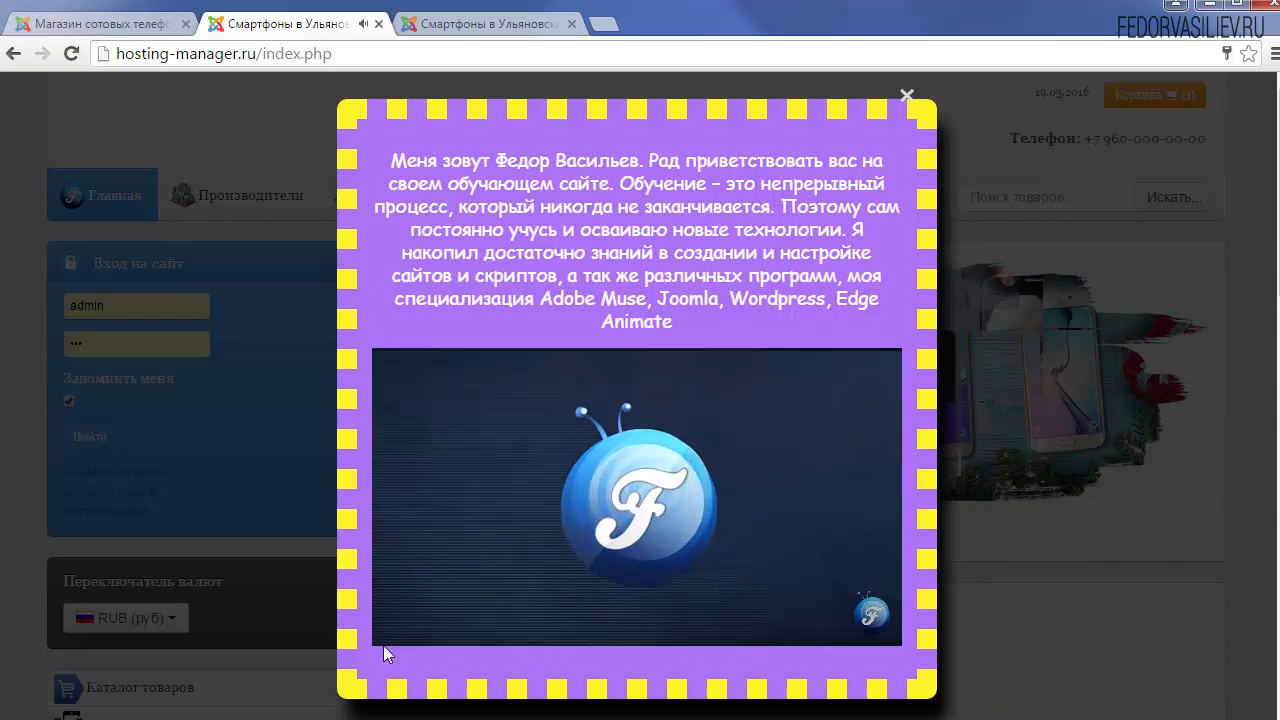 Магазин сотовых телефо
Смартфоны в Ульянов
Смартфоны в Ульяновск
FEDORVASILIEV.RU
hosting-manager.ru/index.php
19.03.2016
Корзина (1)
Телефон: +7 960-000-00-00
Главная
Производители
Поиск товаров...
Искать...
Вход на сайт
admin
•••
Запомнить меня
Войти
Переключатель валют
RUB (руб)
Каталог товаров
Меня зовут Федор Васильев. Рад приветствовать вас на
своем обучающем сайте. Обучение – это непрерывный
процесс, который никогда не заканчивается. Поэтому сам
постоянно учусь и осваиваю новые технологии. Я
накопил достаточно знаний в создании и настройке
сайтов и скриптов, а так же различных программ, моя
специализация Adobe Muse, Joomla, Wordpress, Edge
Animate
F
F